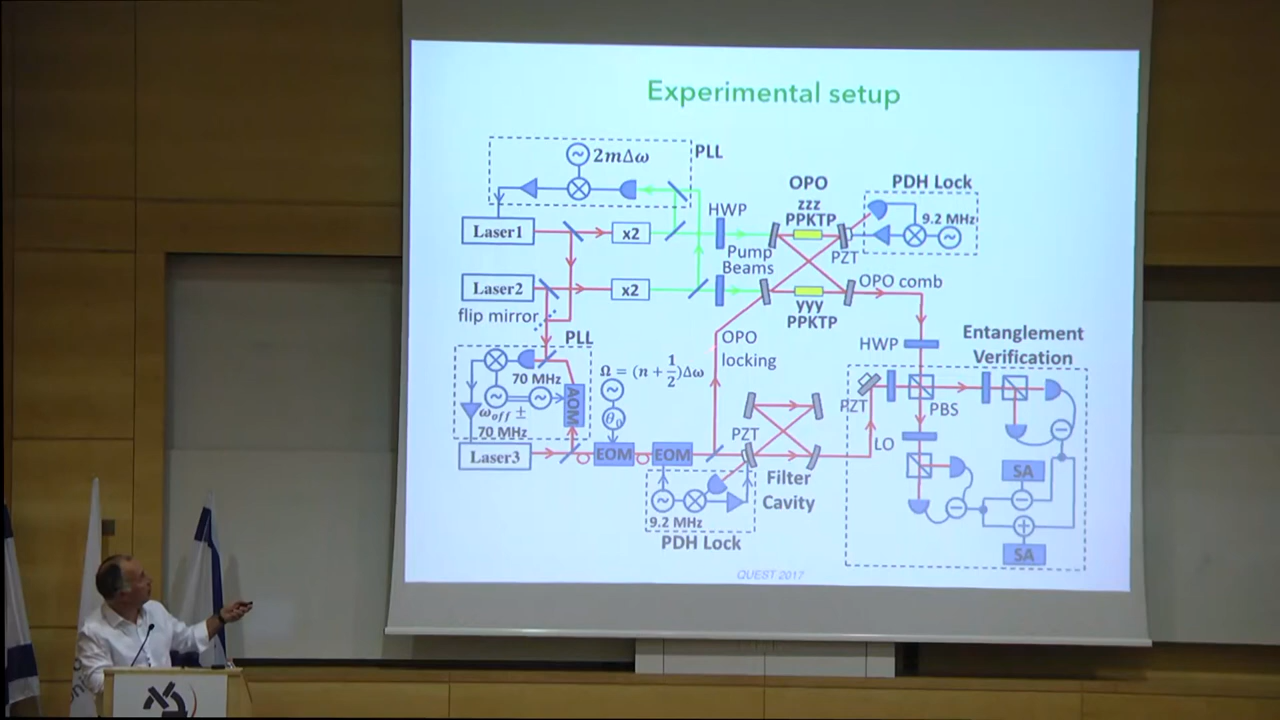 Experimental setup
2mΔω
PLL
OPO
zzz
PPKTP
PDH Lock
9.2 MHz
HWP
Laser1
x2
Pump
Beams
PZT
Laser2
x2
OPO comb
yyy
PPKTP
flip mirror
PLL
OPO
locking
HWP
Entanglement
Verification
70 MHz
Ω = (n + 1/2)Δω
AOM
ω_off ±
70 MHz
θ₀
PZT
PBS
PZT
LO
Laser3
EOM
EOM
Filter
Cavity
SA
9.2 MHz
PDH Lock
SA
QUEST 2017